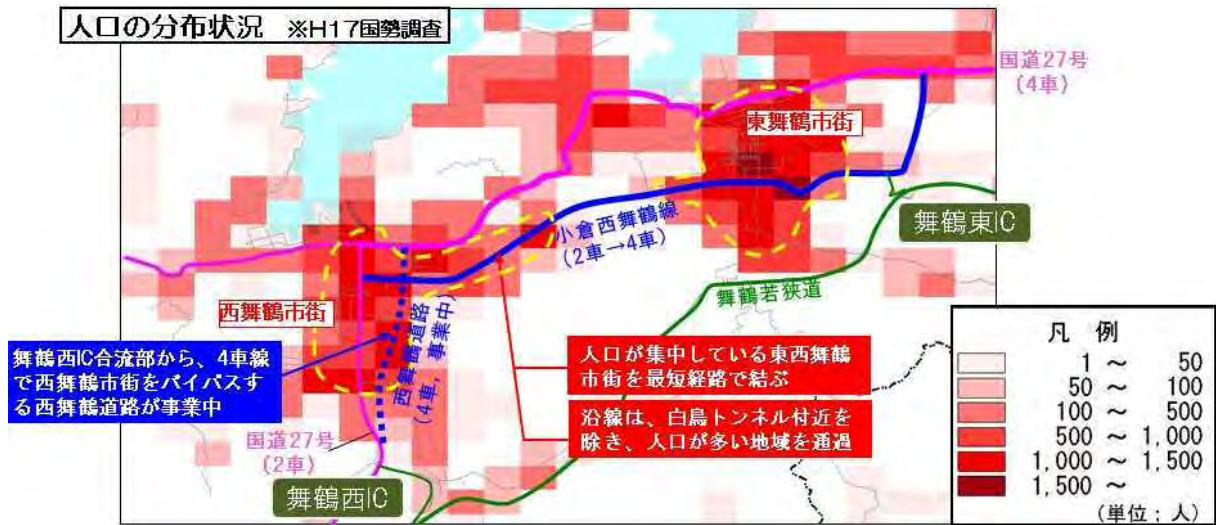 人口の分布状況 ※H17国勢調査
国道27号
(4車)
東舞鶴市街
小倉西舞鶴線
(2車→4車)
舞鶴東IC
舞鶴若狭道
西舞鶴市街
西舞鶴道路
(4車, 事業中)
舞鶴西IC合流部から、4車線
で西舞鶴市街をバイパスす
る西舞鶴道路が事業中
人口が集中している東西舞鶴
市街を最短経路で結ぶ
沿線は、白鳥トンネル付近を
除き、人口が多い地域を通過
国道27号
(2車)
舞鶴西IC
凡 例
1 ~ 50
50 ~ 100
100 ~ 500
500 ~ 1,000
1,000 ~ 1,500
1,500 ~
(単位:人)